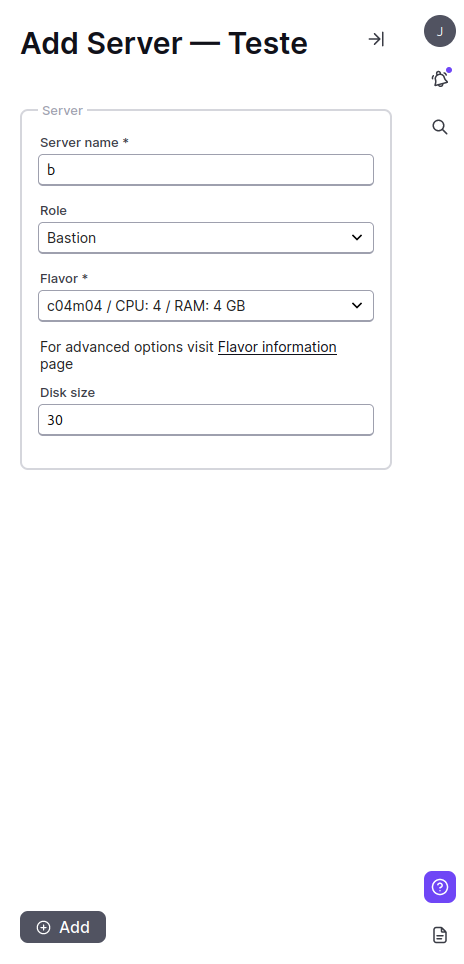 Add Server — Teste
J
Server
Server name *
b
Role
Bastion
Flavor *
c04m04 / CPU: 4 / RAM: 4 GB
For advanced options visit Flavor information
page
Disk size
30
Add